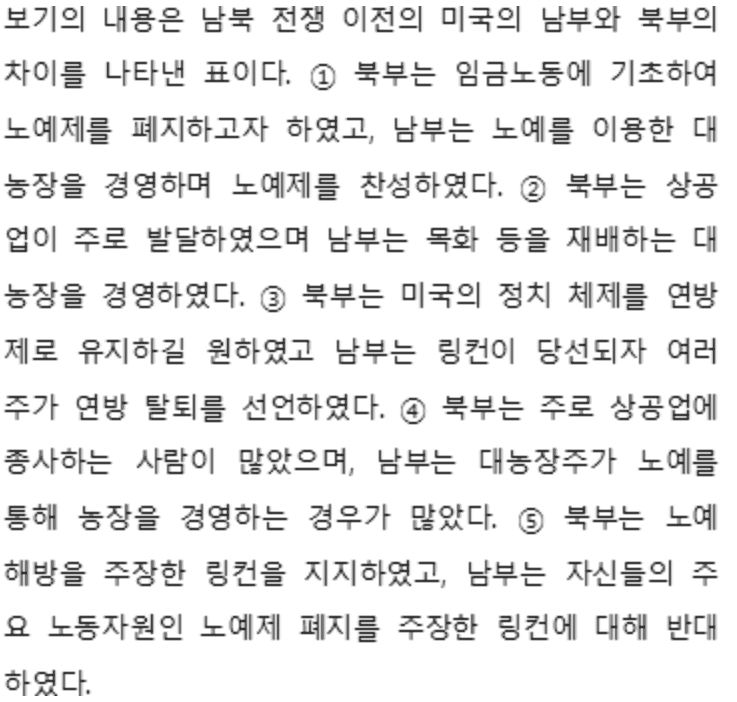 보기의 내용은 남북 전쟁 이전의 미국의 남부와 북부의
차이를 나타낸 표이다. ① 북부는 임금노동에 기초하여
노예제를 폐지하고자 하였고, 남부는 노예를 이용한 대
농장을 경영하며 노예제를 찬성하였다. ② 북부는 상공
업이 주로 발달하였으며 남부는 목화 등을 재배하는 대
농장을 경영하였다. ③ 북부는 미국의 정치 체제를 연방
제로 유지하길 원하였고 남부는 링컨이 당선되자 여러
주가 연방 탈퇴를 선언하였다. ④ 북부는 주로 상공업에
종사하는 사람이 많았으며, 남부는 대농장주가 노예를
통해 농장을 경영하는 경우가 많았다. ⑤ 북부는 노예
해방을 주장한 링컨을 지지하였고, 남부는 자신들의 주
요 노동자원인 노예제 폐지를 주장한 링컨에 대해 반대
하였다.